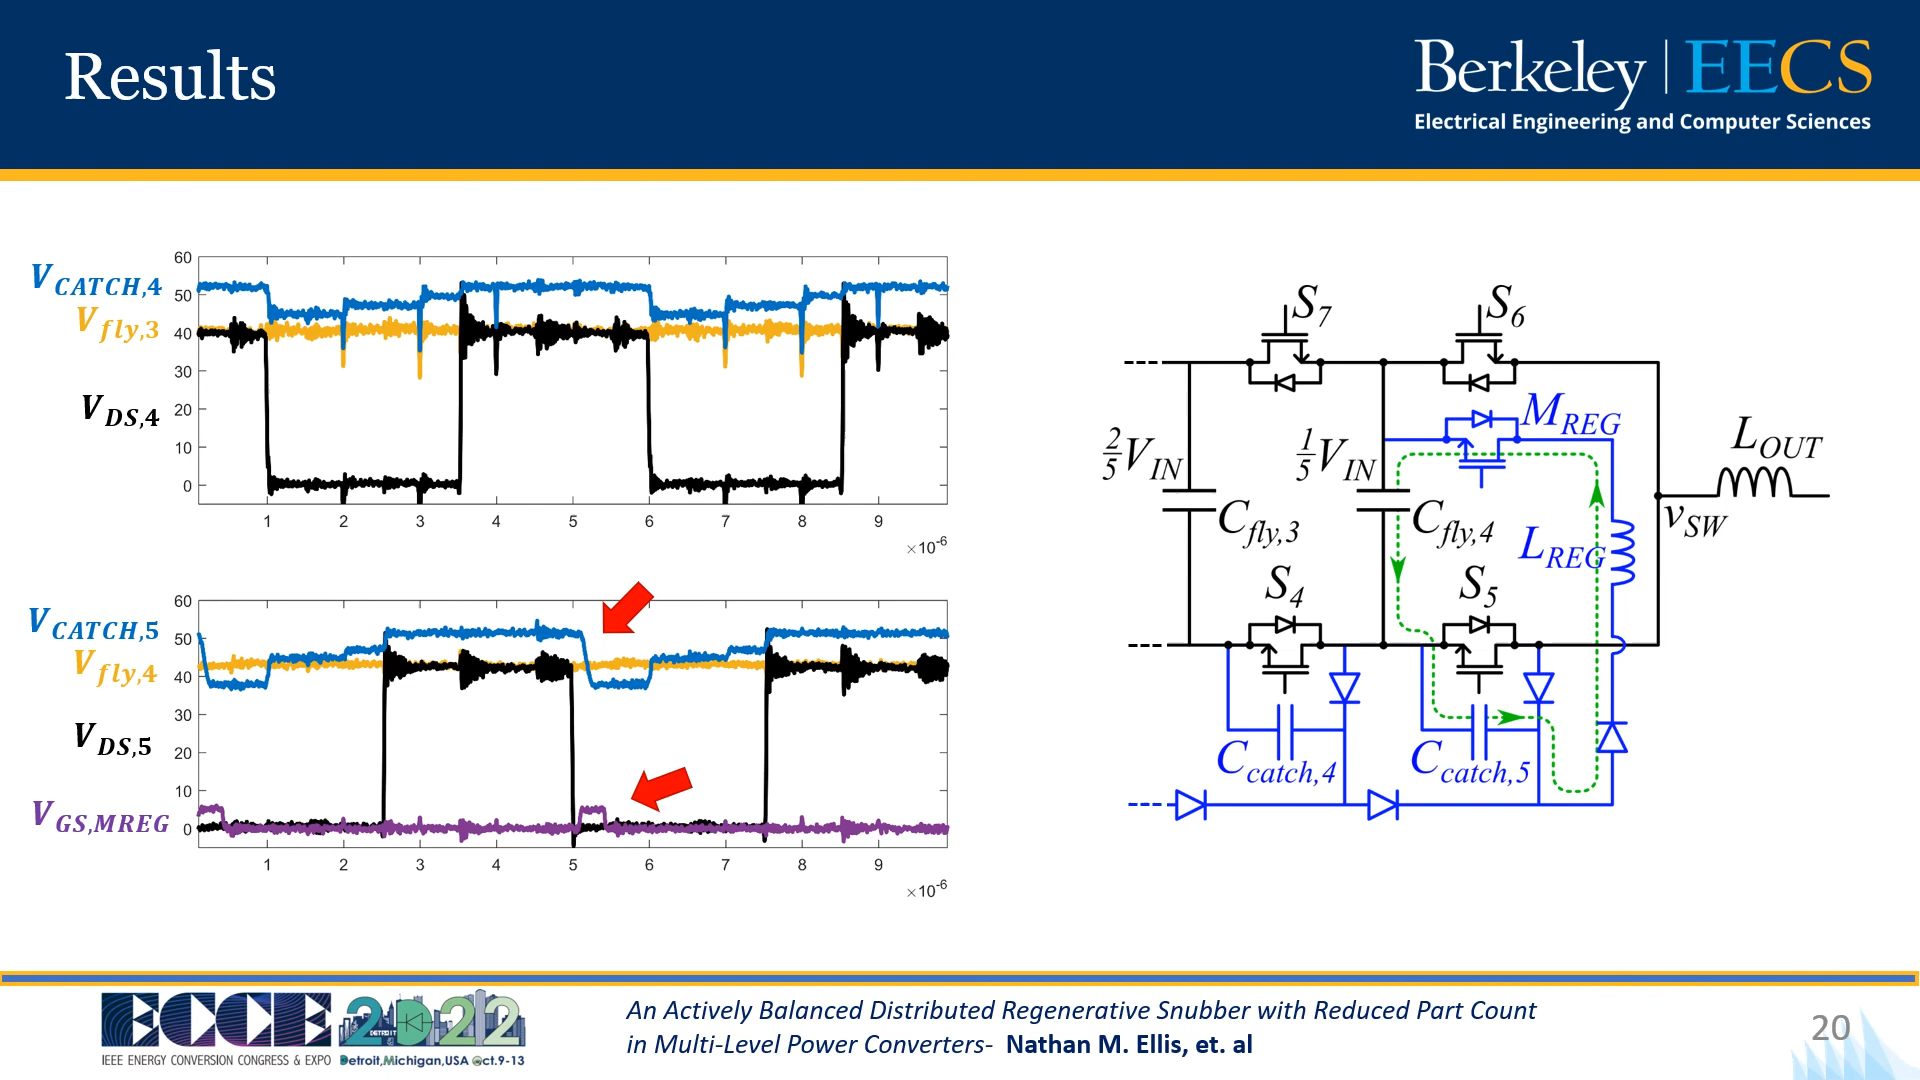 Results
Berkeley | EECS
Electrical Engineering and Computer Sciences
V_CATCH,4
V_fly,3
V_DS,4
60
50
40
30
20
10
0
1 2 3 4 5 6 7 8 9
×10^-6
V_CATCH,5
V_fly,4
V_DS,5
V_GS,MREG
60
50
40
30
20
10
0
1 2 3 4 5 6 7 8 9
×10^-6
S_7
S_6
M_REG
L_OUT
2/5 V_IN
1/5 V_IN
C_fly,3
C_fly,4
L_REG
v_SW
S_4
S_5
C_catch,4
C_catch,5
ECCE 2022
DETROIT
IEEE ENERGY CONVERSION CONGRESS & EXPO
Detroit,Michigan,USA Oct.9-13
An Actively Balanced Distributed Regenerative Snubber with Reduced Part Count
in Multi-Level Power Converters- Nathan M. Ellis, et. al
20